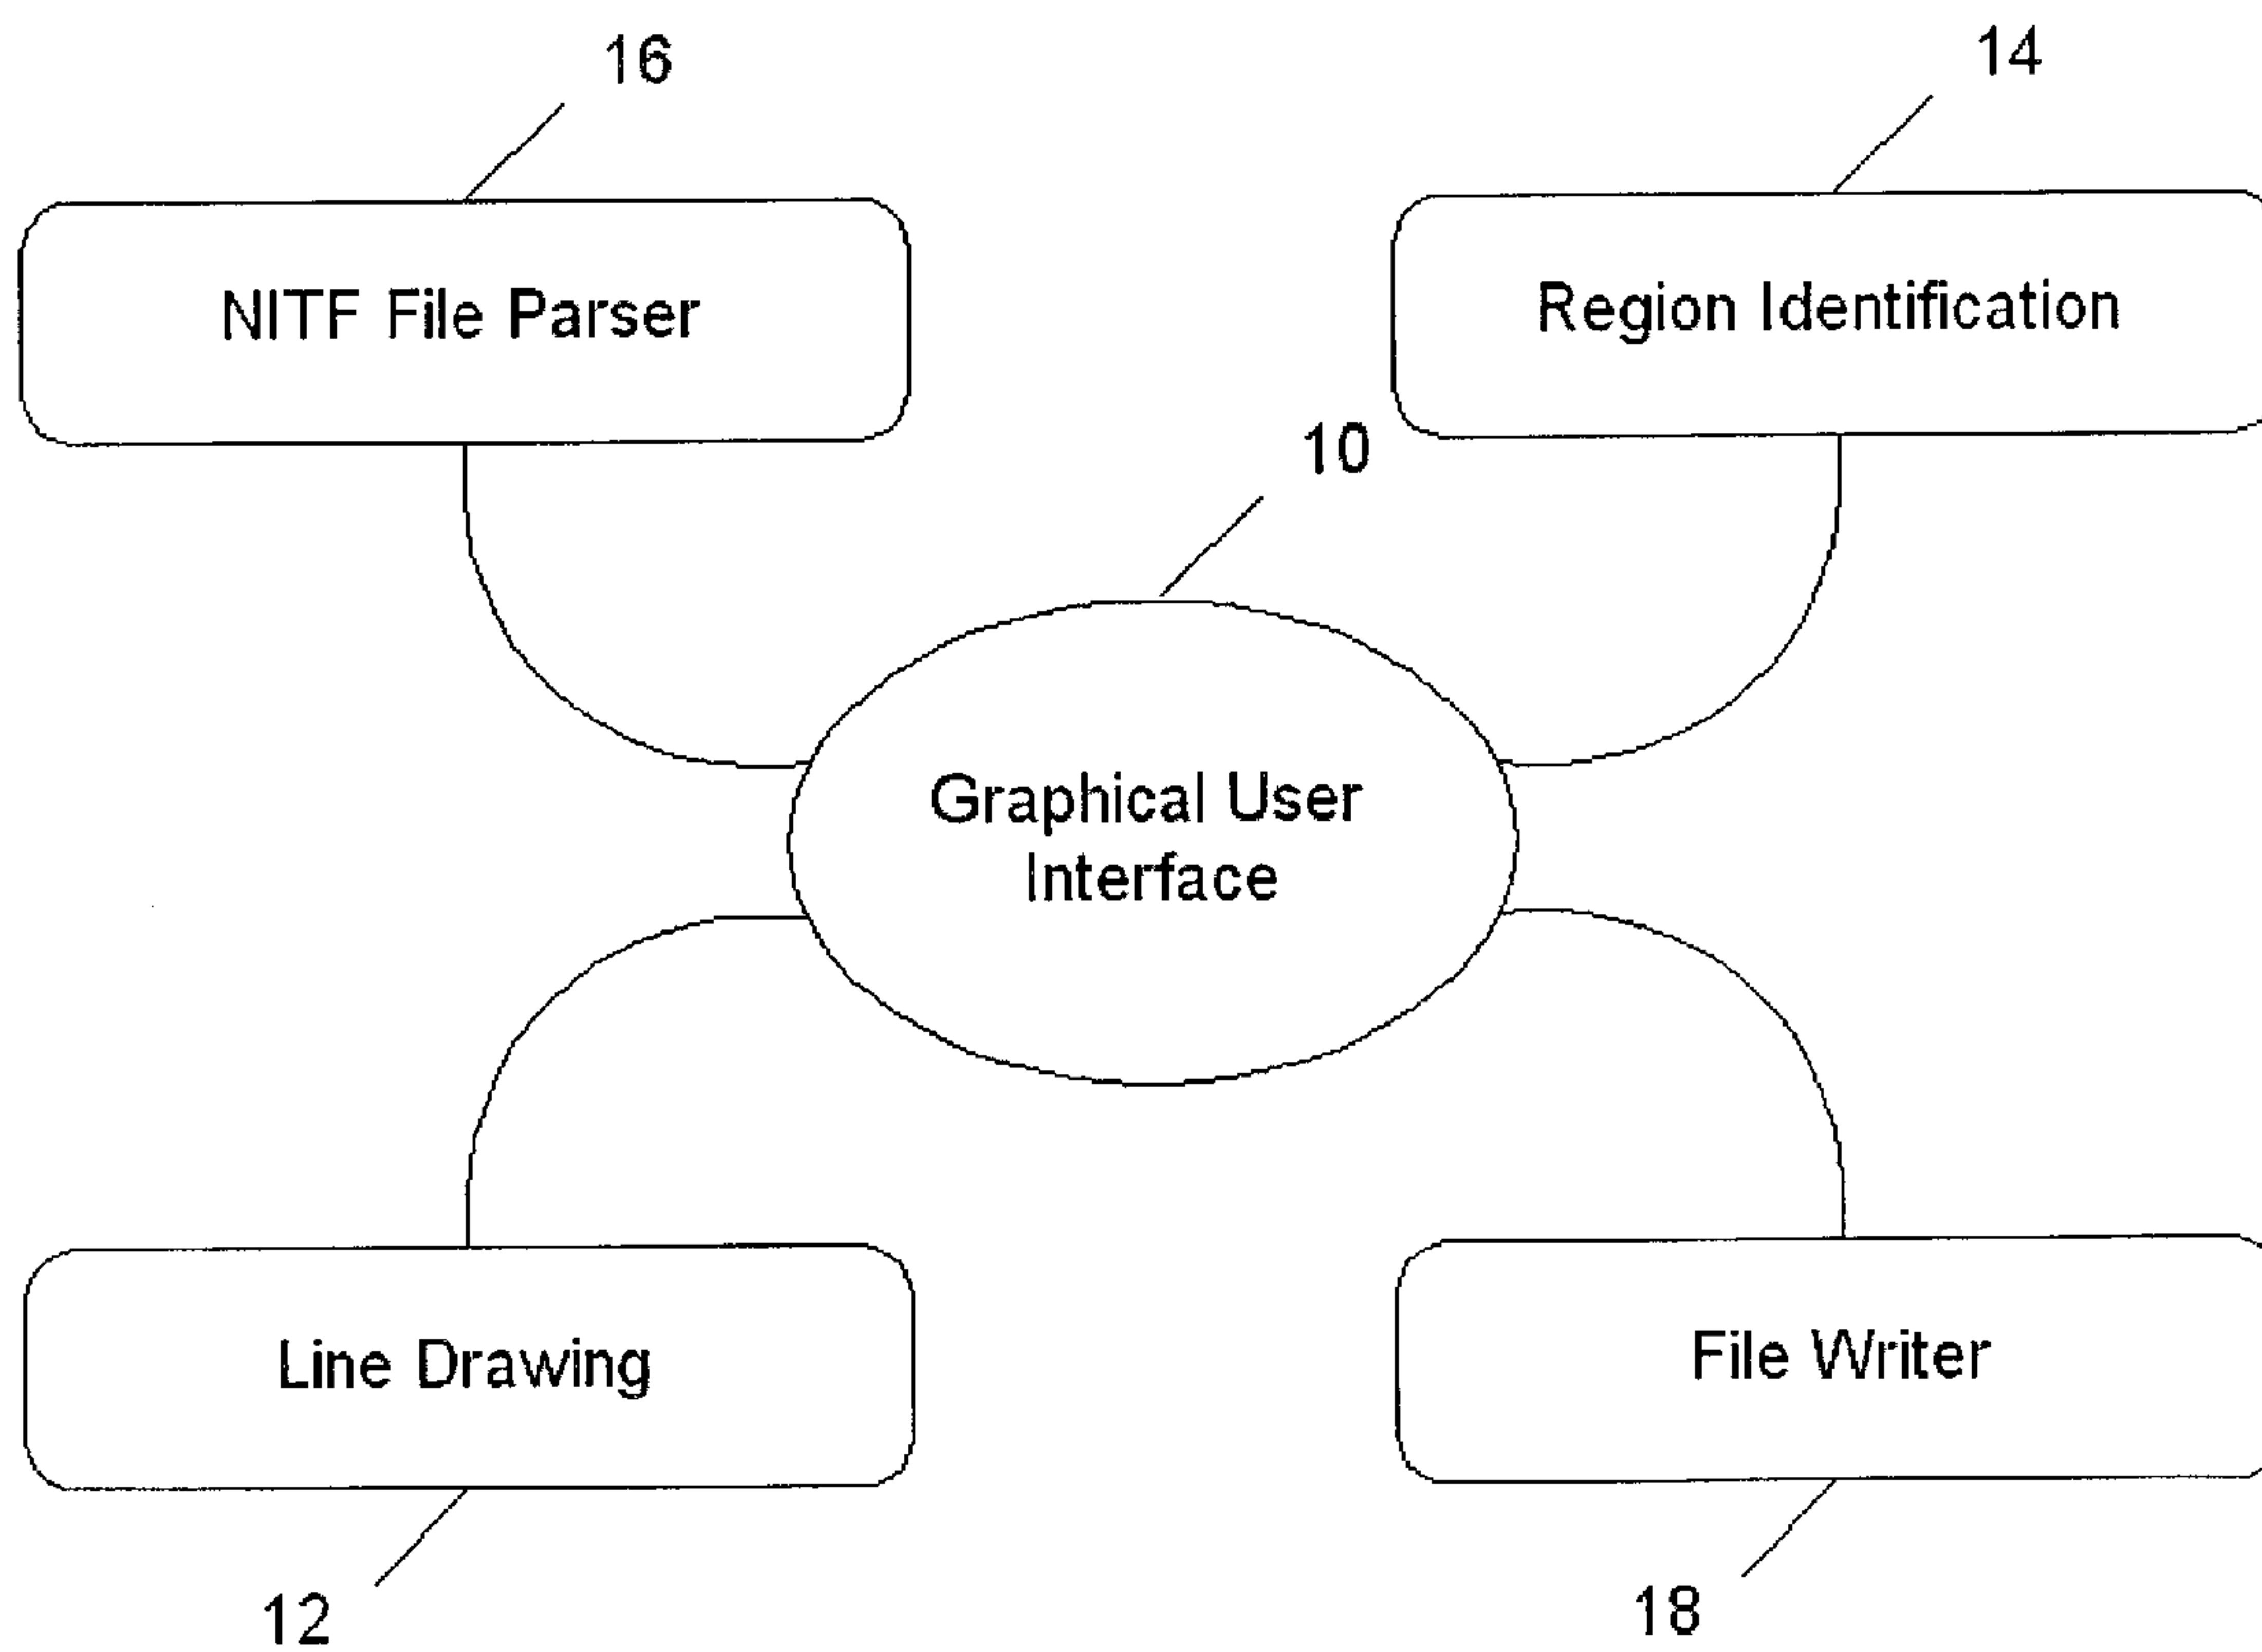 16
14
NITF File Parser
Region Identification
10
Graphical User
Interface
Line Drawing
File Writer
12
18